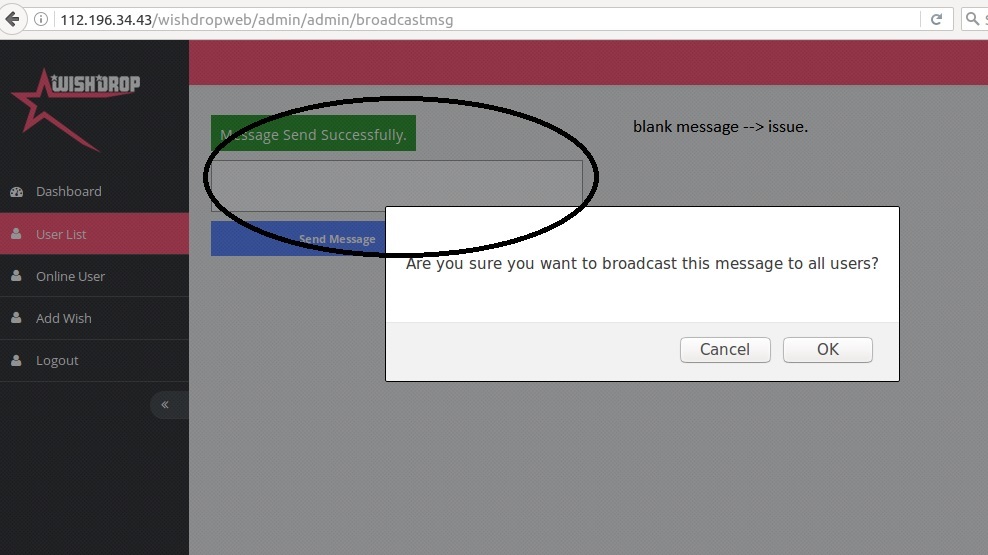 112.196.34.43/wishdropweb/admin/admin/broadcastmsg
WISHDROP
Message Send Successfully.
blank message --> issue.
Dashboard
User List
Send Message
Are you sure you want to broadcast this message to all users?
Online User
Add Wish
Cancel OK
Logout
«